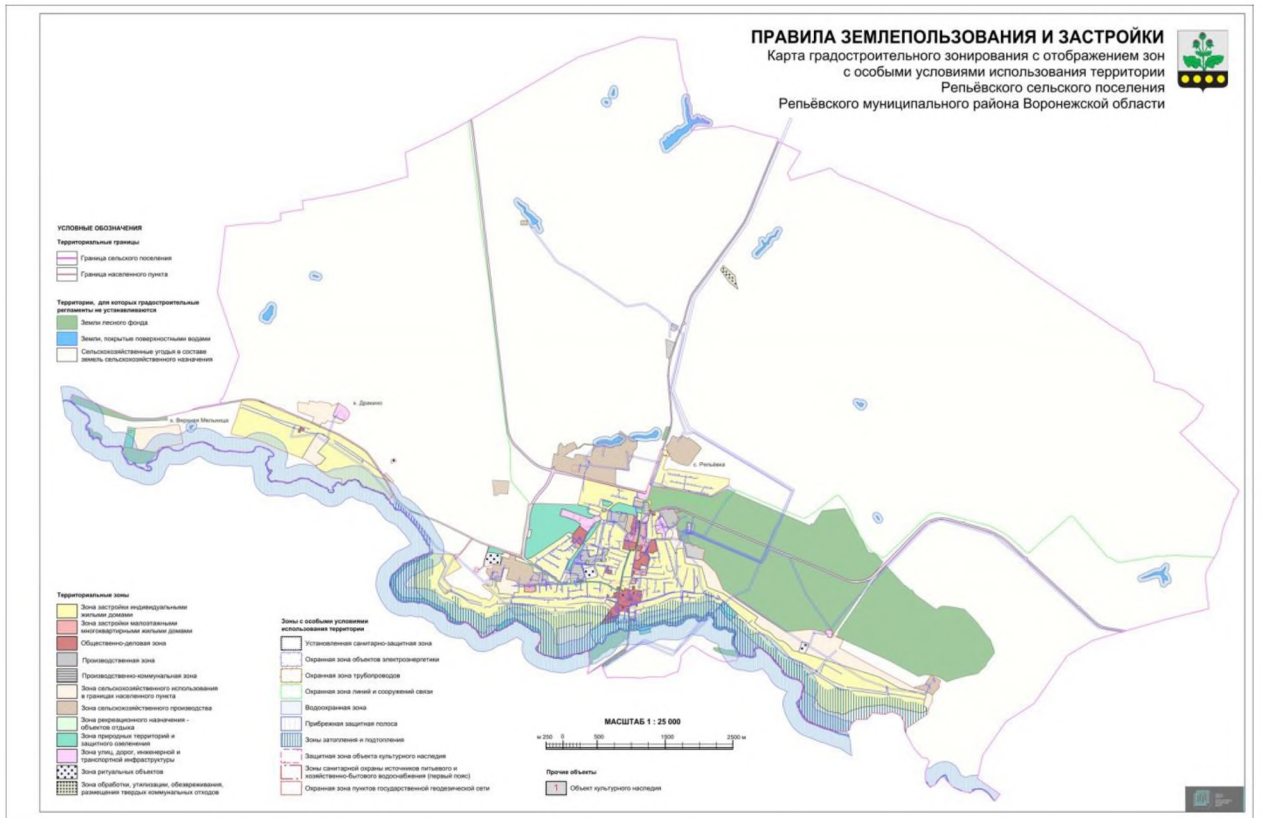 ПРАВИЛА ЗЕМЛЕПОЛЬЗОВАНИЯ И ЗАСТРОЙКИ
Карта градостроительного зонирования с отображением зон
с особыми условиями использования территории
Репьёвского сельского поселения
Репьёвского муниципального района Воронежской области
УСЛОВНЫЕ ОБОЗНАЧЕНИЯ
Территориальные границы
Граница сельского поселения
Граница населенного пункта
Территории, для которых градостроительные
регламенты не устанавливаются
Земли лесного фонда
Земли, покрытые поверхностными водами
Сельскохозяйственные угодья в составе
земель сельскохозяйственного назначения
х. Дракино
х. Верхняя Мельница
с. Репьёвка
Территориальные зоны
Зона застройки индивидуальными
жилыми домами
Зона застройки малоэтажными
многоквартирными жилыми домами
Общественно-деловая зона
Производственная зона
Производственно-коммунальная зона
Зона сельскохозяйственного использования
в границах населенного пункта
Зона сельскохозяйственного производства
Зона рекреационного назначения -
объектов отдыха
Зона природных территорий и
защитного озеленения
Зона улиц, дорог, инженерной и
транспортной инфраструктуры
Зона ритуальных объектов
Зона обработки, утилизации, обезвреживания,
размещения твердых коммунальных отходов
Зоны с особыми условиями
использования территории
Установленная санитарно-защитная зона
Охранная зона объектов электроэнергетики
Охранная зона трубопроводов
Охранная зона линий и сооружений связи
Водоохранная зона
Прибрежная защитная полоса
Зоны затопления и подтопления
Защитная зона объекта культурного наследия
Зоны санитарной охраны источников питьевого и
хозяйственно-бытового водоснабжения (первый пояс)
Охранная зона пунктов государственной геодезической сети
МАСШТАБ 1 : 25 000
м 250 0 500 1500 2500 м
Прочие объекты
1 Объект культурного наследия